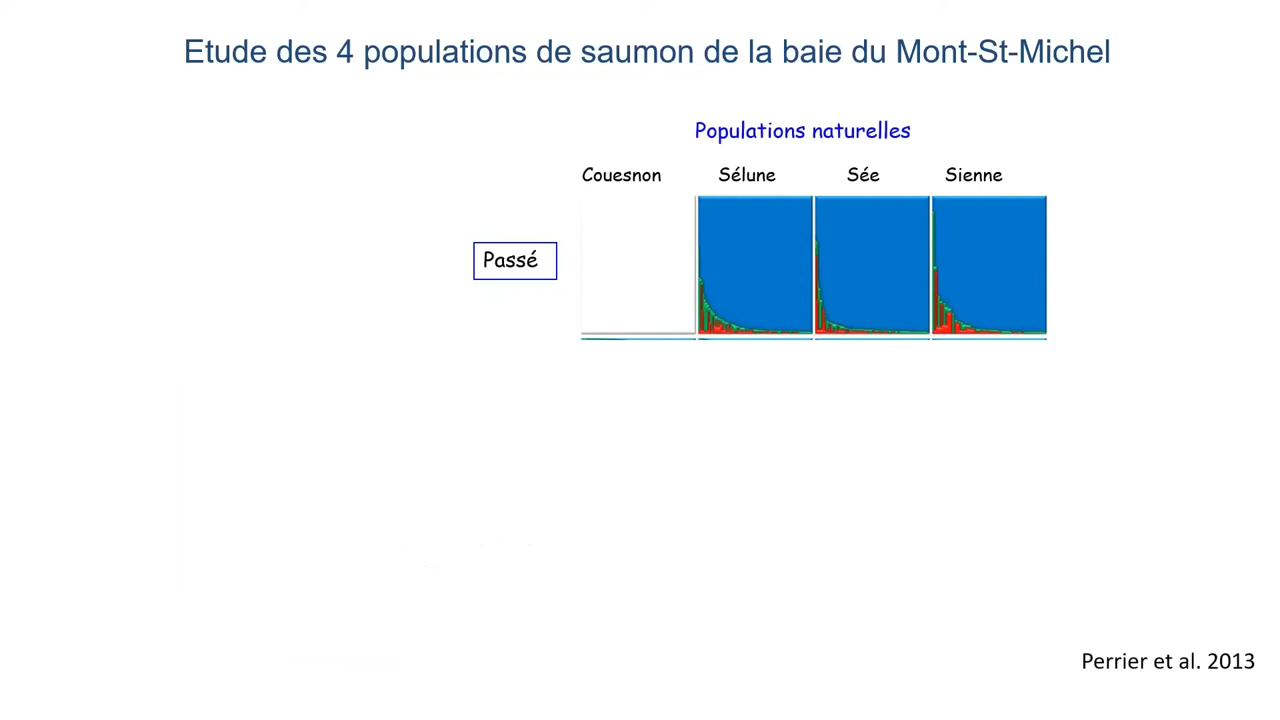 Etude des 4 populations de saumon de la baie du Mont-St-Michel
Populations naturelles
Couesnon Sélune Sée Sienne
Passé
Perrier et al. 2013